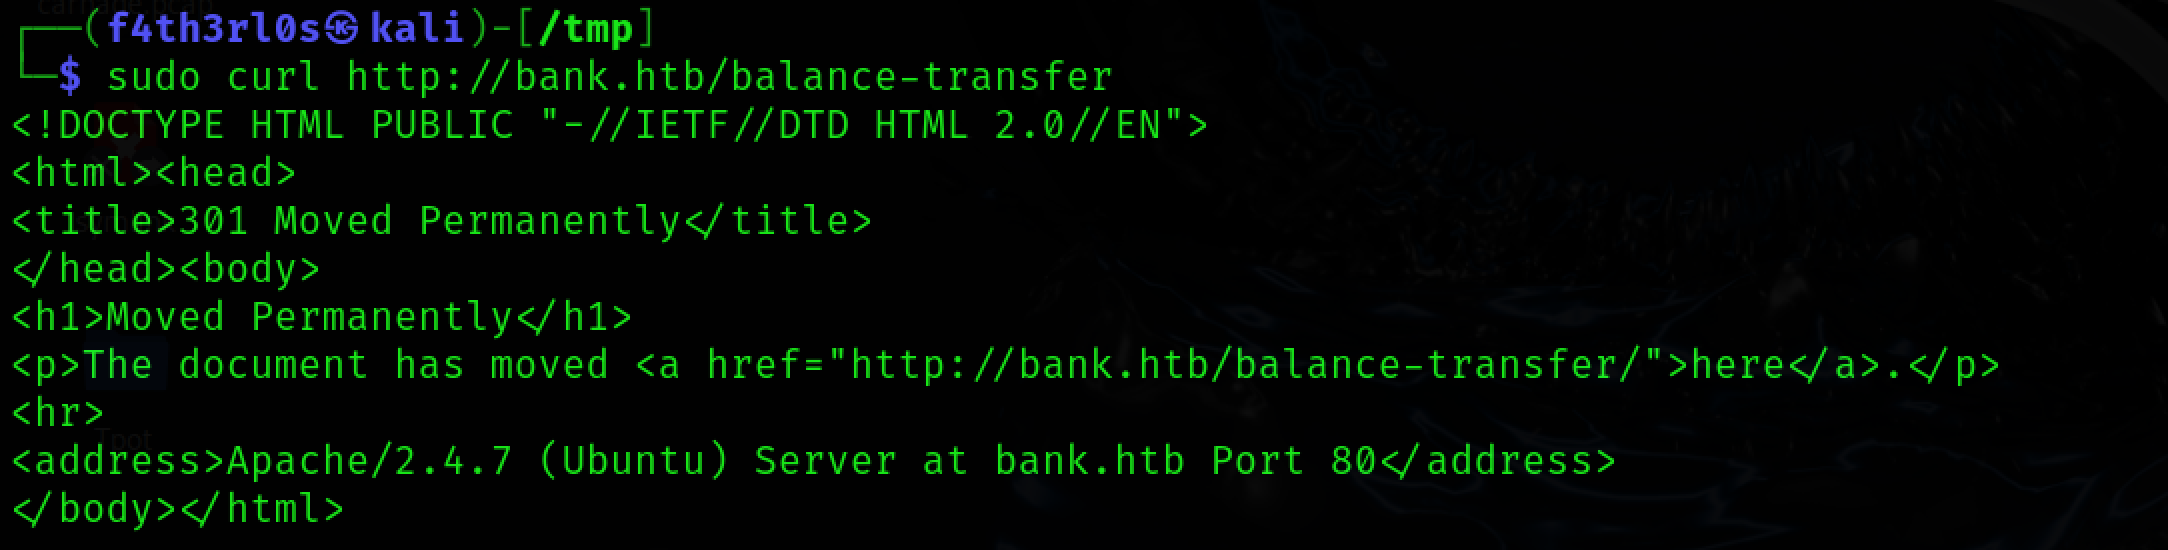 carnage.pcap
┌──(f4th3rl0s㉿kali)-[/tmp]
└─$ sudo curl http://bank.htb/balance-transfer
<!DOCTYPE HTML PUBLIC "-//IETF//DTD HTML 2.0//EN">
<html><head>
<title>301 Moved Permanently</title>
</head><body>
<h1>Moved Permanently</h1>
<p>The document has moved <a href="http://bank.htb/balance-transfer/">here</a>.</p>
<hr>
Tpot
<address>Apache/2.4.7 (Ubuntu) Server at bank.htb Port 80</address>
</body></html>